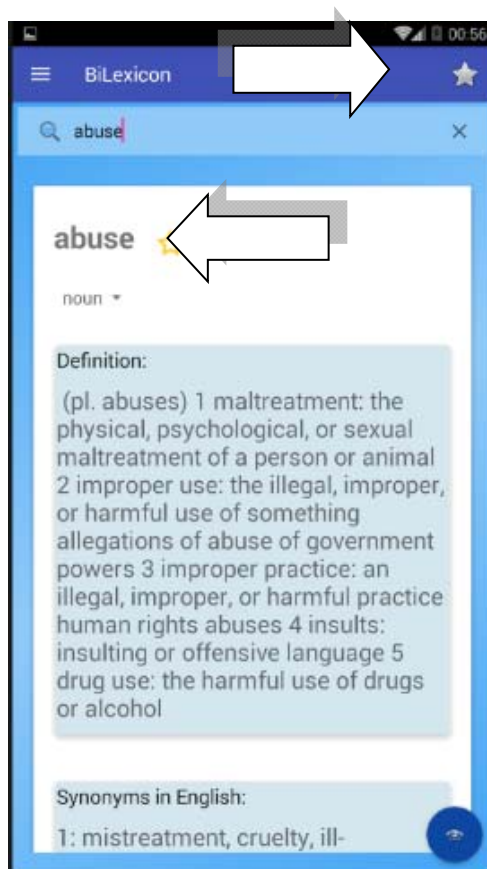 00:56
BiLexicon
abuse
abuse
noun
Definition:
(pl. abuses) 1 maltreatment: the
physical, psychological, or sexual
maltreatment of a person or animal
2 improper use: the illegal, improper,
or harmful use of something
allegations of abuse of government
powers 3 improper practice: an
illegal, improper, or harmful practice
human rights abuses 4 insults:
insulting or offensive language 5
drug use: the harmful use of drugs
or alcohol
Synonyms in English:
1: mistreatment, cruelty, ill-